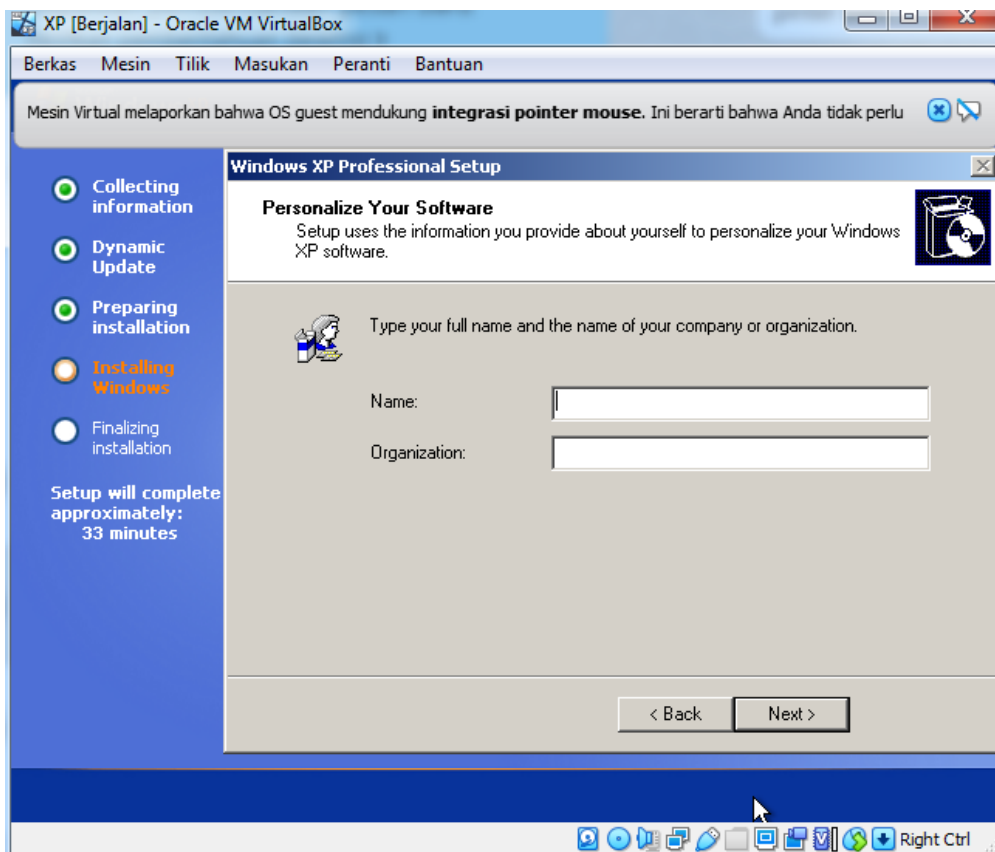 XP [Berjalan] - Oracle VM VirtualBox
Berkas Mesin Tilik Masukan Peranti Bantuan
Mesin Virtual melaporkan bahwa OS guest mendukung integrasi pointer mouse. Ini berarti bahwa Anda tidak perlu
Collecting
information
Dynamic
Update
Preparing
installation
Installing
Windows
Finalizing
installation
Setup will complete
approximately:
33 minutes
Windows XP Professional Setup
Personalize Your Software
Setup uses the information you provide about yourself to personalize your Windows
XP software.
Type your full name and the name of your company or organization.
Name:
Organization:
< Back Next >
Right Ctrl